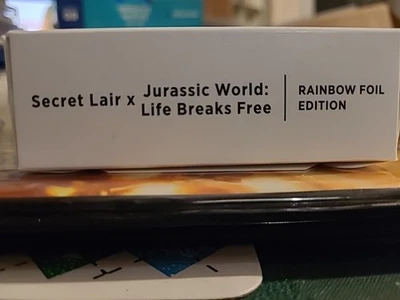 Secret Lair x Jurassic World:
Life Breaks Free
RAINBOW FOIL
EDITION